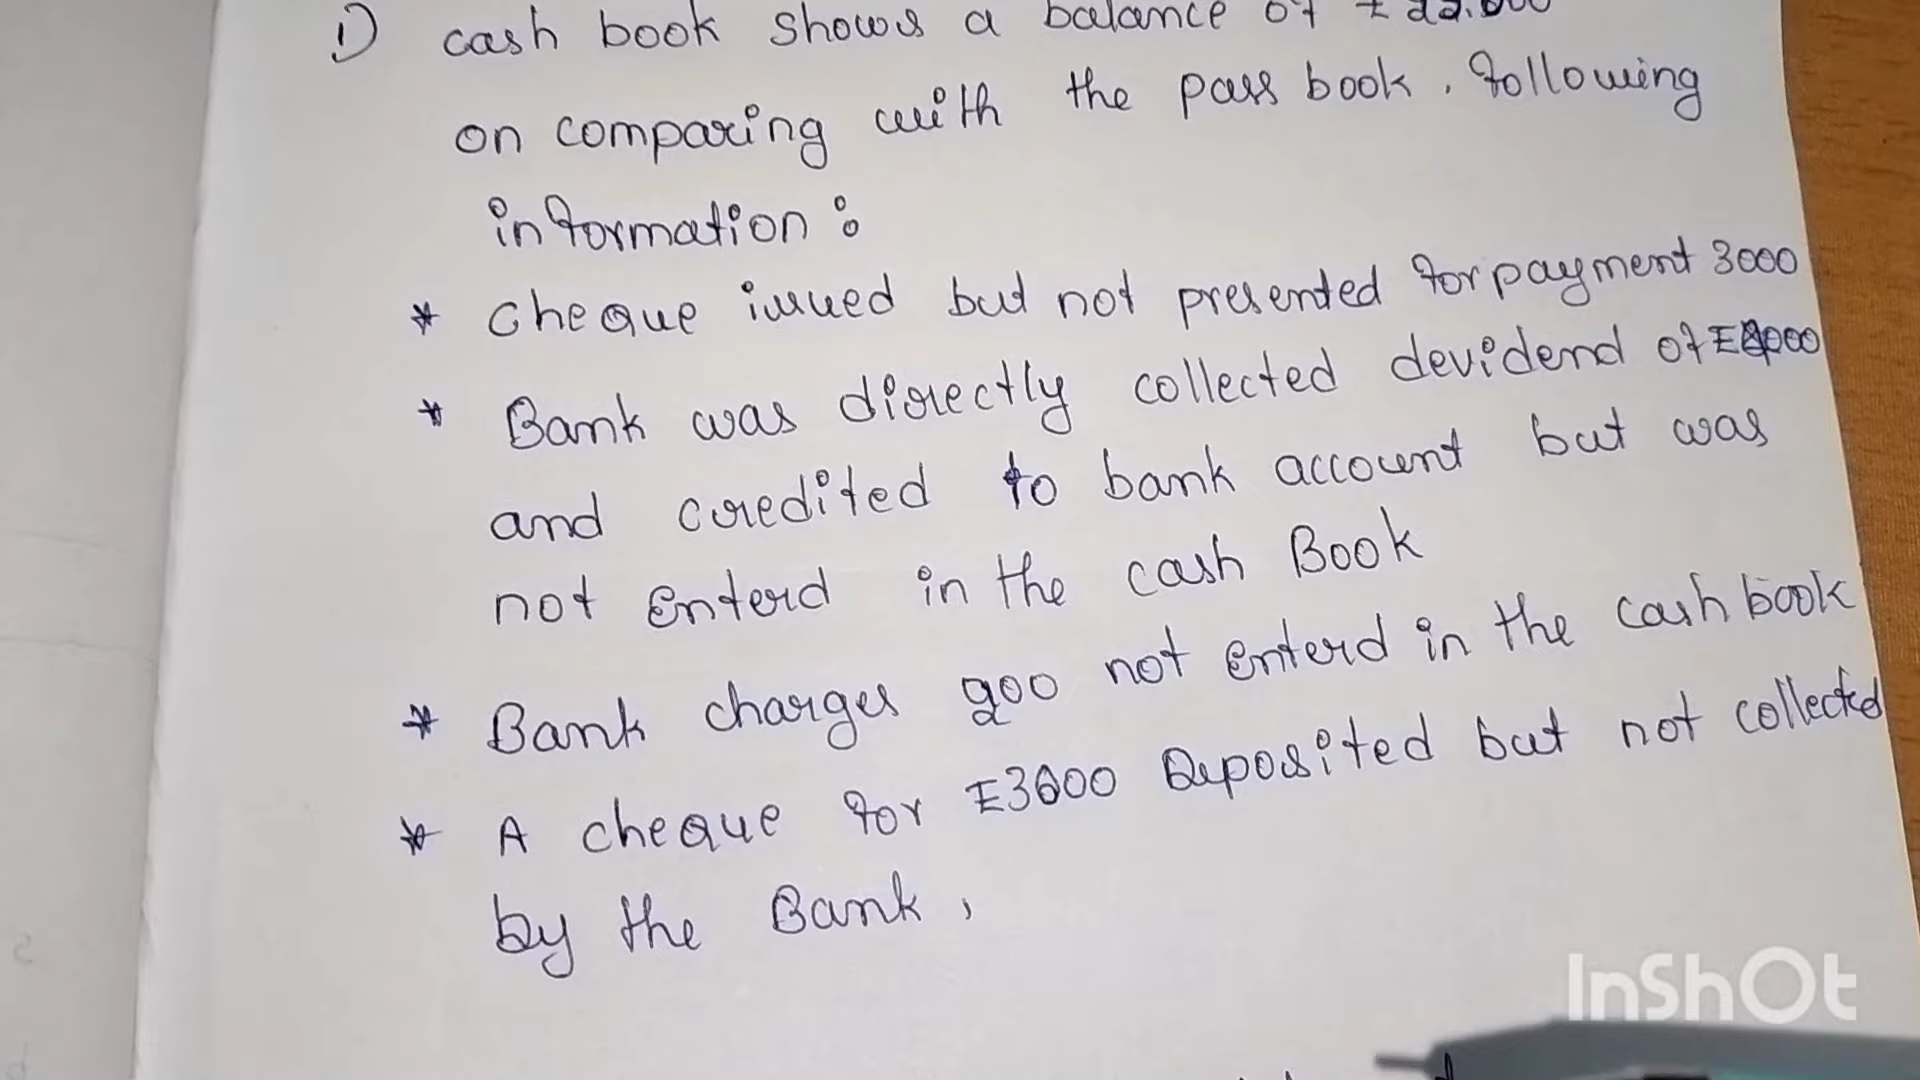 1) cash book shows a balance of ₹
on comparing with the pass book, following
information :
* Cheque issued but not presented for payment 3000
* Bank was directly collected devidend of ₹
and credited to bank account but was
not Enterd in the cash Book
* Bank charges 900 not Enterd in the cash book
* A cheque for ₹3600 Deposited but not collected
by the Bank,
InShOt